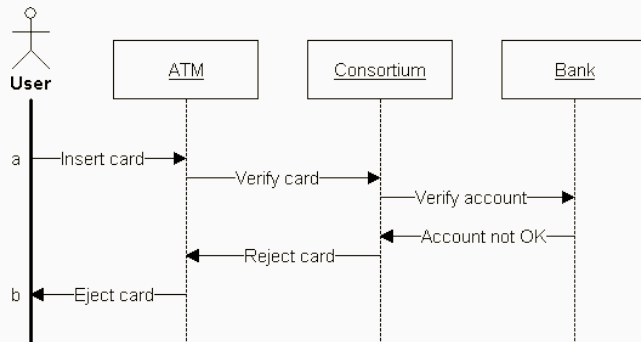 ATM
Consortium
Bank
User
a
Insert card
Verify card
Verify account
Account not OK
Reject card
b
Eject card